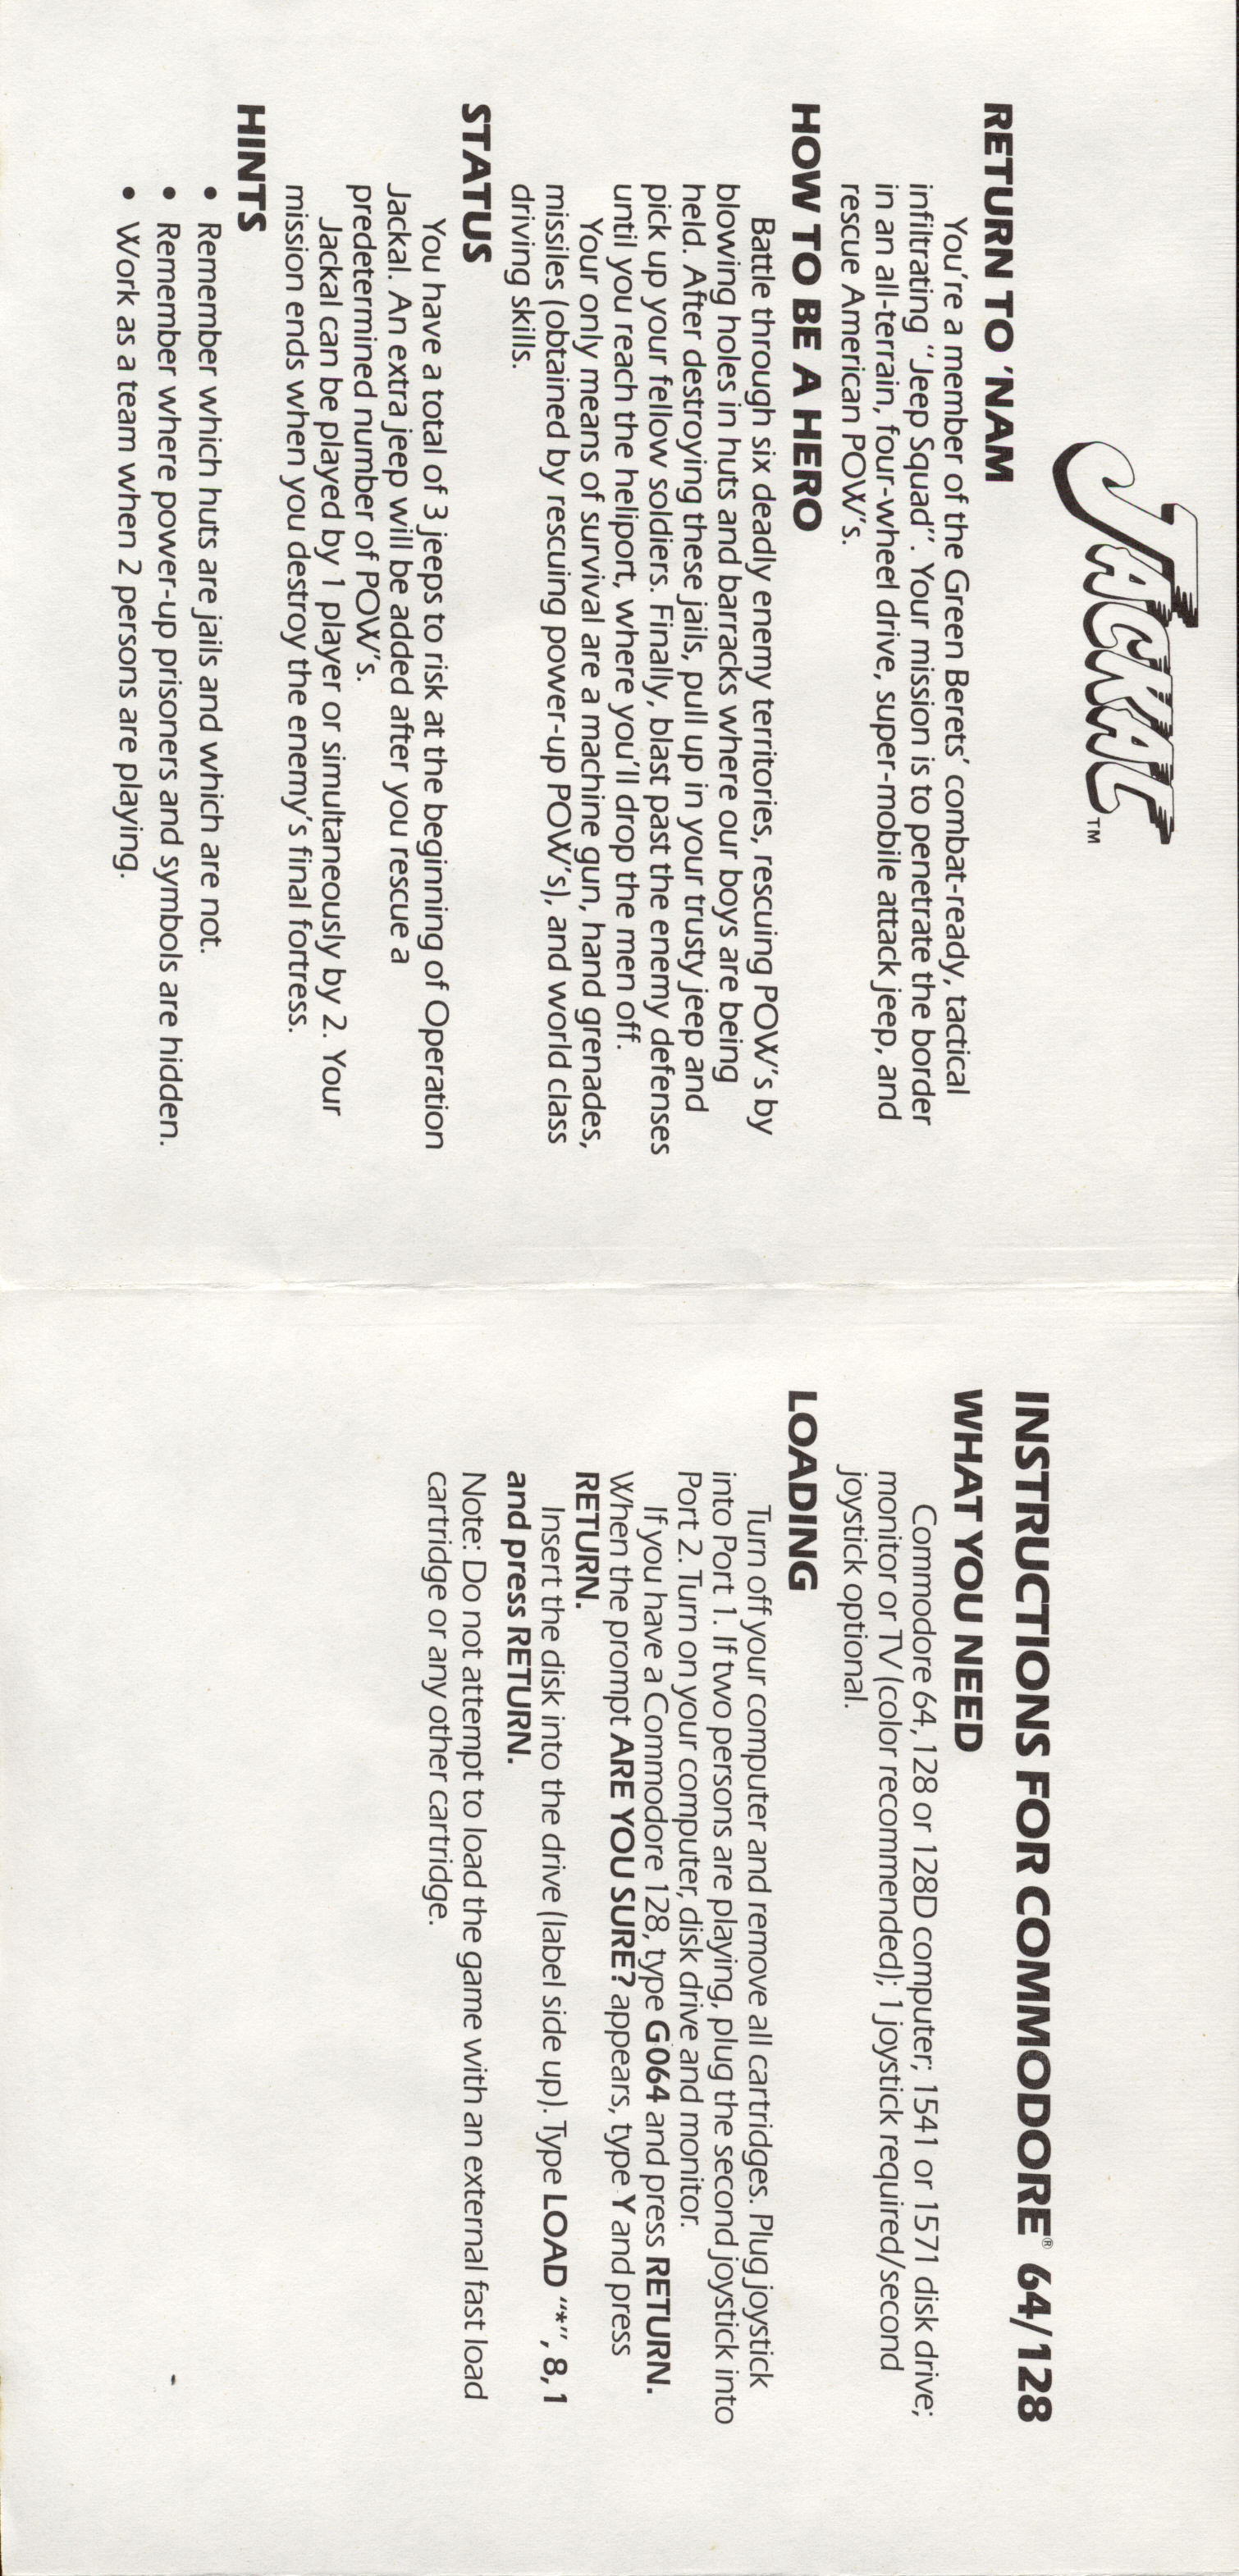 JACKAL™
RETURN TO 'NAM
You're a member of the Green Berets' combat-ready, tactical
infiltrating "Jeep Squad". Your mission is to penetrate the border
in an all-terrain, four-wheel drive, super-mobile attack jeep, and
rescue American POW's.
HOW TO BE A HERO
Battle through six deadly enemy territories, rescuing POW's by
blowing holes in huts and barracks where our boys are being
held. After destroying these jails, pull up in your trusty jeep and
pick up your fellow soldiers. Finally, blast past the enemy defenses
until you reach the heliport, where you'll drop the men off.
Your only means of survival are a machine gun, hand grenades,
missiles (obtained by rescuing power-up POW's), and world class
driving skills.
STATUS
You have a total of 3 jeeps to risk at the beginning of Operation
Jackal. An extra jeep will be added after you rescue a
predetermined number of POW's.
Jackal can be played by 1 player or simultaneously by 2. Your
mission ends when you destroy the enemy's final fortress.
HINTS
• Remember which huts are jails and which are not.
• Remember where power-up prisoners and symbols are hidden.
• Work as a team when 2 persons are playing.
INSTRUCTIONS FOR COMMODORE® 64/128
WHAT YOU NEED
Commodore 64, 128 or 128D computer; 1541 or 1571 disk drive;
monitor or TV (color recommended); 1 joystick required/second
joystick optional.
LOADING
Turn off your computer and remove all cartridges. Plug joystick
into Port 1. If two persons are playing, plug the second joystick into
Port 2. Turn on your computer, disk drive and monitor.
If you have a Commodore 128, type G064 and press RETURN.
When the prompt ARE YOU SURE? appears, type Y and press
RETURN.
Insert the disk into the drive (label side up). Type LOAD "*", 8,1
and press RETURN.
Note: Do not attempt to load the game with an external fast load
cartridge or any other cartridge.